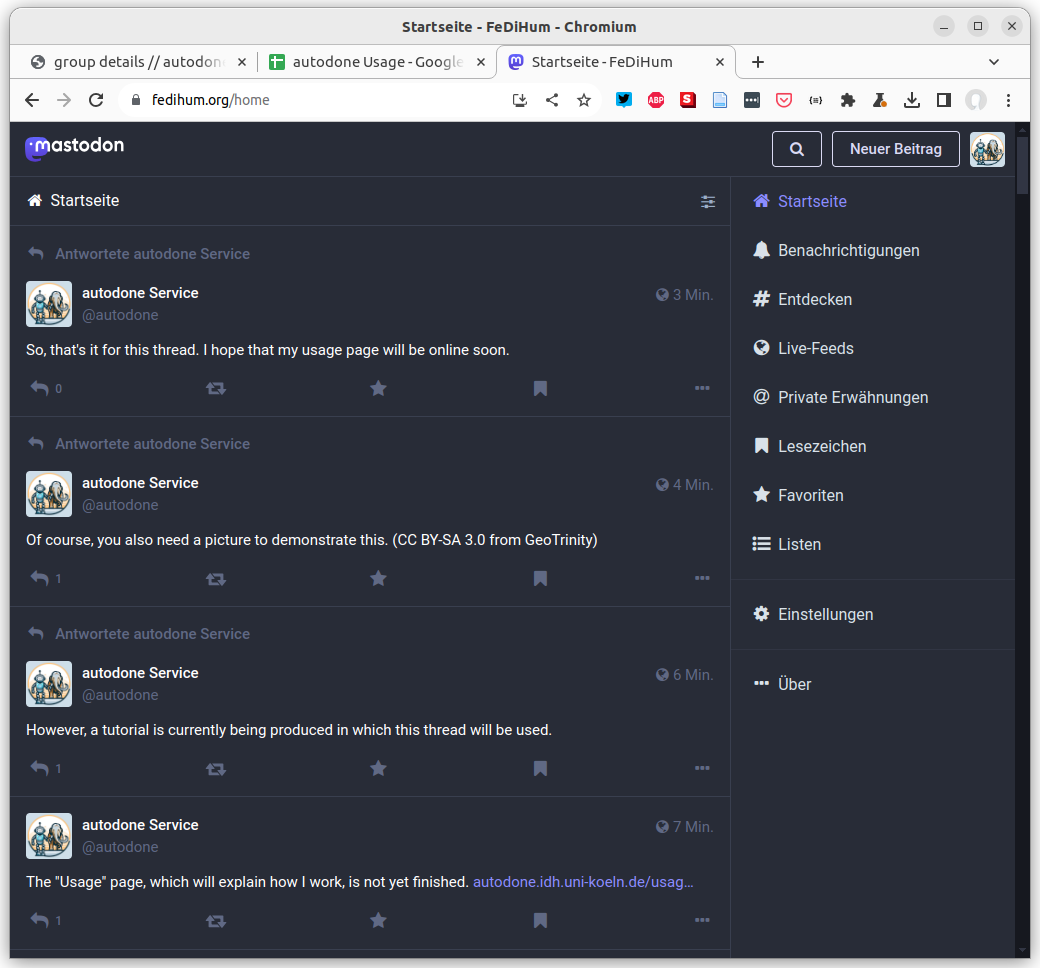 Startseite - FeDiHum - Chromium
group details // autodon
autodone Usage - Google
Startseite - FeDiHum
fedihum.org/home
ABP
S
mastodon
Neuer Beitrag
Startseite
Antwortete autodone Service
autodone Service
3 Min.
@autodone
So, that's it for this thread. I hope that my usage page will be online soon.
0
Antwortete autodone Service
autodone Service
4 Min.
@autodone
Of course, you also need a picture to demonstrate this. (CC BY-SA 3.0 from GeoTrinity)
1
Antwortete autodone Service
autodone Service
6 Min.
@autodone
However, a tutorial is currently being produced in which this thread will be used.
1
autodone Service
7 Min.
@autodone
The "Usage" page, which will explain how I work, is not yet finished. autodone.idh.uni-koeln.de/usag…
1
Startseite
Benachrichtigungen
# Entdecken
Live-Feeds
@ Private Erwähnungen
Lesezeichen
Favoriten
Listen
Einstellungen
Über